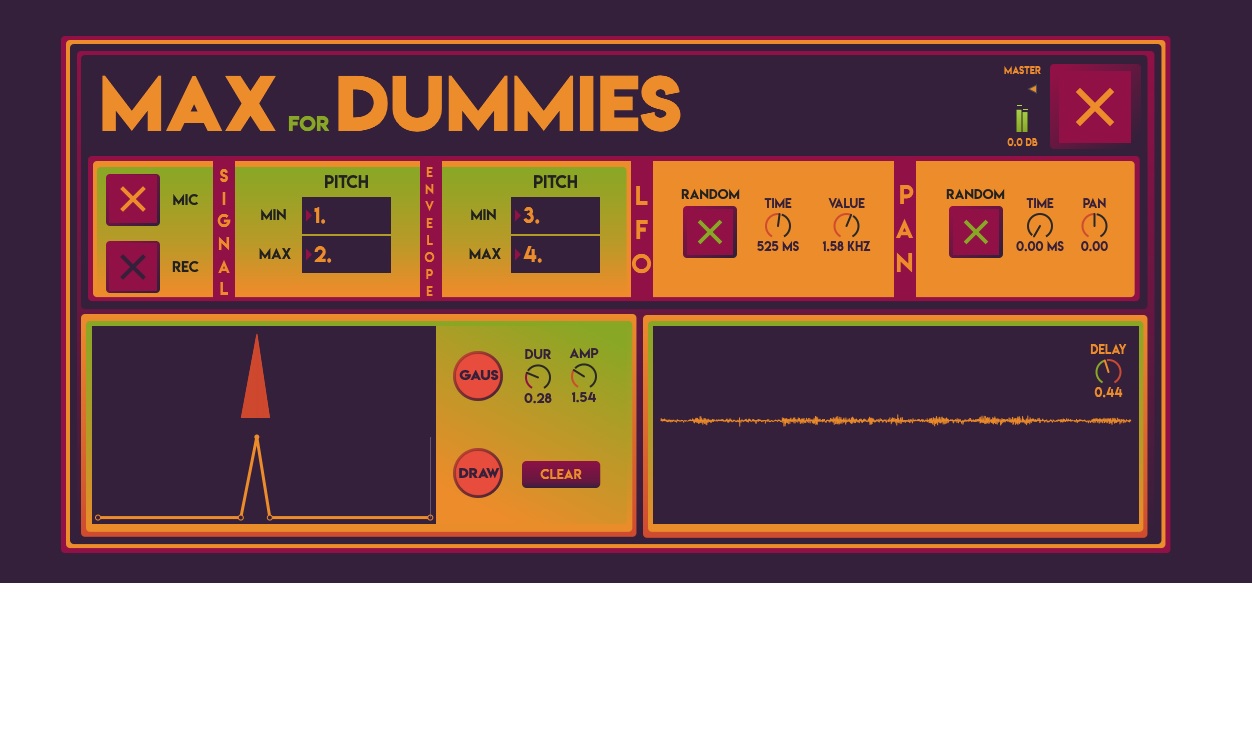 MAX FOR DUMMIES
MASTER
0.0 DB
MIC
REC
SIGNAL
PITCH
MIN 1.
MAX 2.
ENVELOPE
PITCH
MIN 3.
MAX 4.
LFO
RANDOM
TIME
525 MS
VALUE
1.58 KHZ
PAN
RANDOM
TIME
0.00 MS
PAN
0.00
GAUS
DUR
0.28
AMP
1.54
DRAW
CLEAR
DELAY
0.44